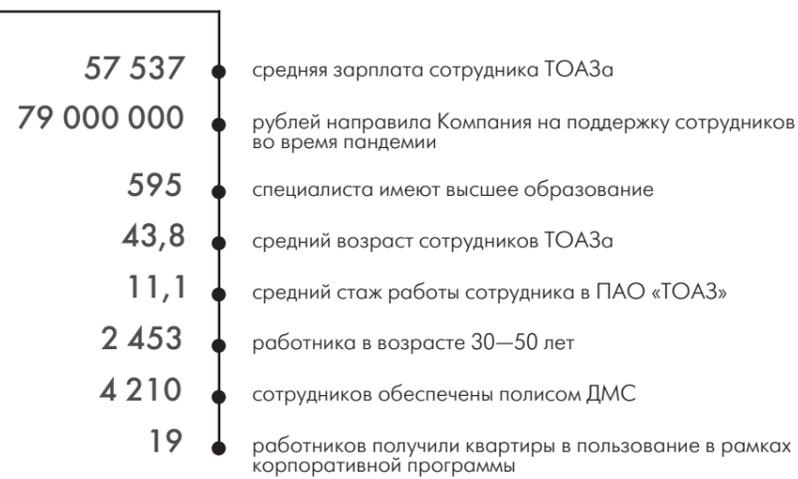 57 537 средняя зарплата сотрудника ТОАЗа
79 000 000 рублей направила Компания на поддержку сотрудников
во время пандемии
595 специалиста имеют высшее образование
43,8 средний возраст сотрудников ТОАЗа
11,1 средний стаж работы сотрудника в ПАО «ТОАЗ»
2 453 работника в возрасте 30—50 лет
4 210 сотрудников обеспечены полисом ДМС
19 работников получили квартиры в пользование в рамках
корпоративной программы